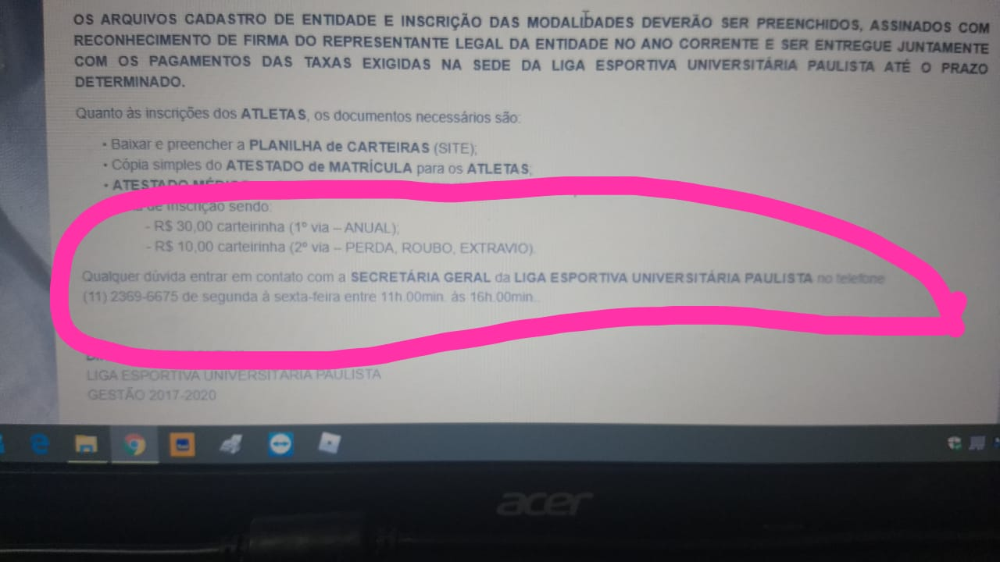 OS ARQUIVOS CADASTRO DE ENTIDADE E INSCRIÇÃO DAS MODALIDADES DEVERÃO SER PREENCHIDOS, ASSINADOS COM
RECONHECIMENTO DE FIRMA DO REPRESENTANTE LEGAL DA ENTIDADE NO ANO CORRENTE E SER ENTREGUE JUNTAMENTE
COM OS PAGAMENTOS DAS TAXAS EXIGIDAS NA SEDE DA LIGA ESPORTIVA UNIVERSITÁRIA PAULISTA ATÉ O PRAZO
DETERMINADO.
Quanto às inscrições dos ATLETAS, os documentos necessários são:
• Baixar e preencher a PLANILHA de CARTEIRAS (SITE);
• Cópia simples do ATESTADO de MATRÍCULA para os ATLETAS;
• ATESTADO
de inscrição sendo:
- R$ 30,00 carteirinha (1º via – ANUAL);
- R$ 10,00 carteirinha (2º via – PERDA, ROUBO, EXTRAVIO).
Qualquer dúvida entrar em contato com a SECRETÁRIA GERAL da LIGA ESPORTIVA UNIVERSITÁRIA PAULISTA no telefone
(11) 2369-6675 de segunda à sexta-feira entre 11h.00min. às 16h.00min..
LIGA ESPORTIVA UNIVERSITÁRIA PAULISTA
GESTÃO 2017-2020
acer